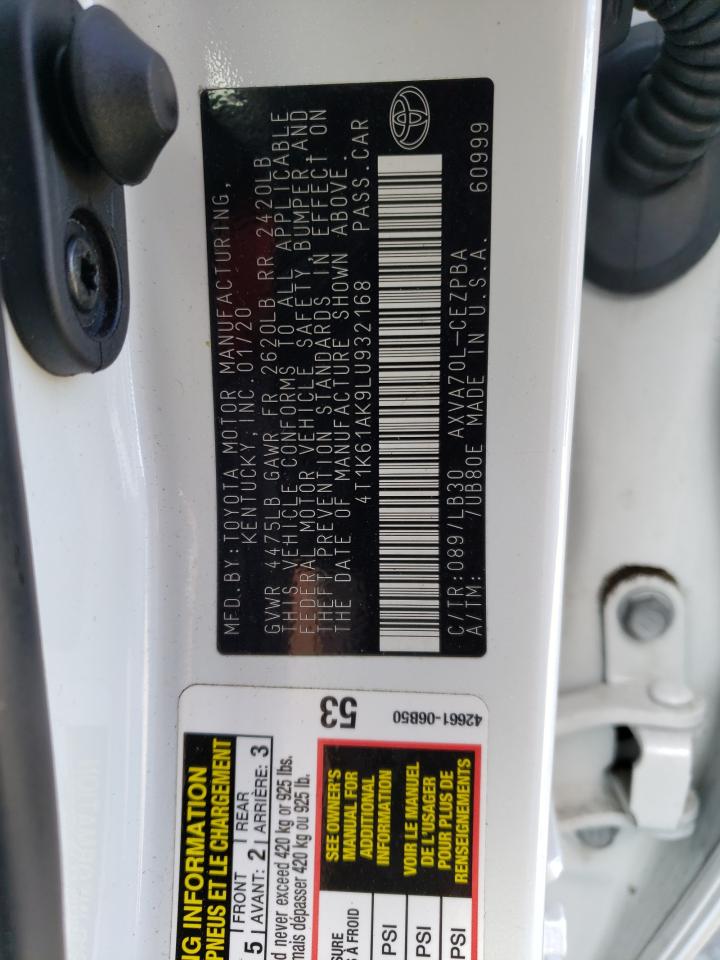 MFD.BY:TOYOTA MOTOR MANUFACTURING,
KENTUCKY, INC. 01/20
GVWR 4475LB GAWR FR 2620LB RR 2420LB
THIS VEHICLE CONFORMS TO ALL APPLICABLE
FEDERAL MOTOR VEHICLE SAFETY, BUMPER, AND
THEFT PREVENTION STANDARDS IN EFFECT ON
THE DATE OF MANUFACTURE SHOWN ABOVE.
4T1K61AK9LU932168 PASS.CAR
C/TR:089/LB30 AXVA70L-CEZPBA
A/TM: 7UB80E MADE IN U.S.A. 60999
NG INFORMATION
PNEUS ET LE CHARGEMENT
5 FRONT 2 REAR 3
AVANT: ARRIÈRE:
d never exceed 420 kg or 925 lbs.
mais dépasser 420 kg ou 925 lb.
53
42661-06B50
SEE OWNER'S
MANUAL FOR
ADDITIONAL
INFORMATION
VOIR LE MANUEL
DE L'USAGER
POUR PLUS DE
RENSEIGNEMENTS
À FROID
PSI
PSI
PSI